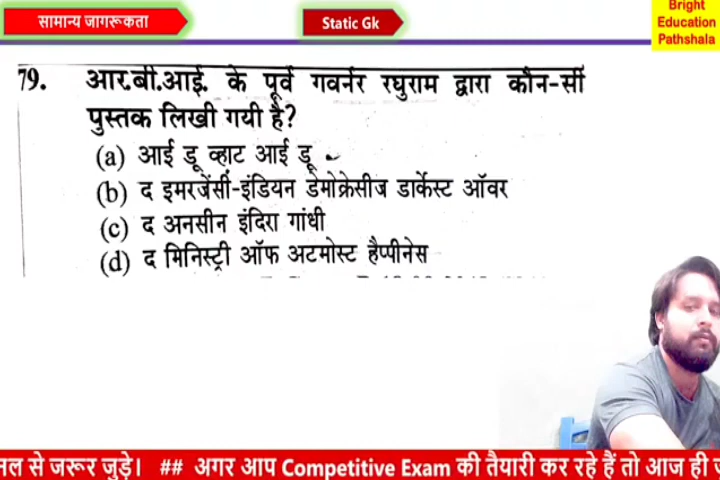 सामान्य जागरूकता
Static Gk
Bright
Education
Pathshala
79. आर.बी.आई. के पूर्व गवर्नर रघुराम द्वारा कौन-सी
पुस्तक लिखी गयी है?
(a) आई डू व्हाट आई डू
(b) द इमरजेंसी-इंडियन डेमोक्रेसीज डार्केस्ट ऑवर
(c) द अनसीन इंदिरा गांधी
(d) द मिनिस्ट्री ऑफ अटमोस्ट हैप्पीनेस
से जरूर जुड़े। ## अगर आप Competitive Exam की तैयारी कर रहे हैं तो आज ही